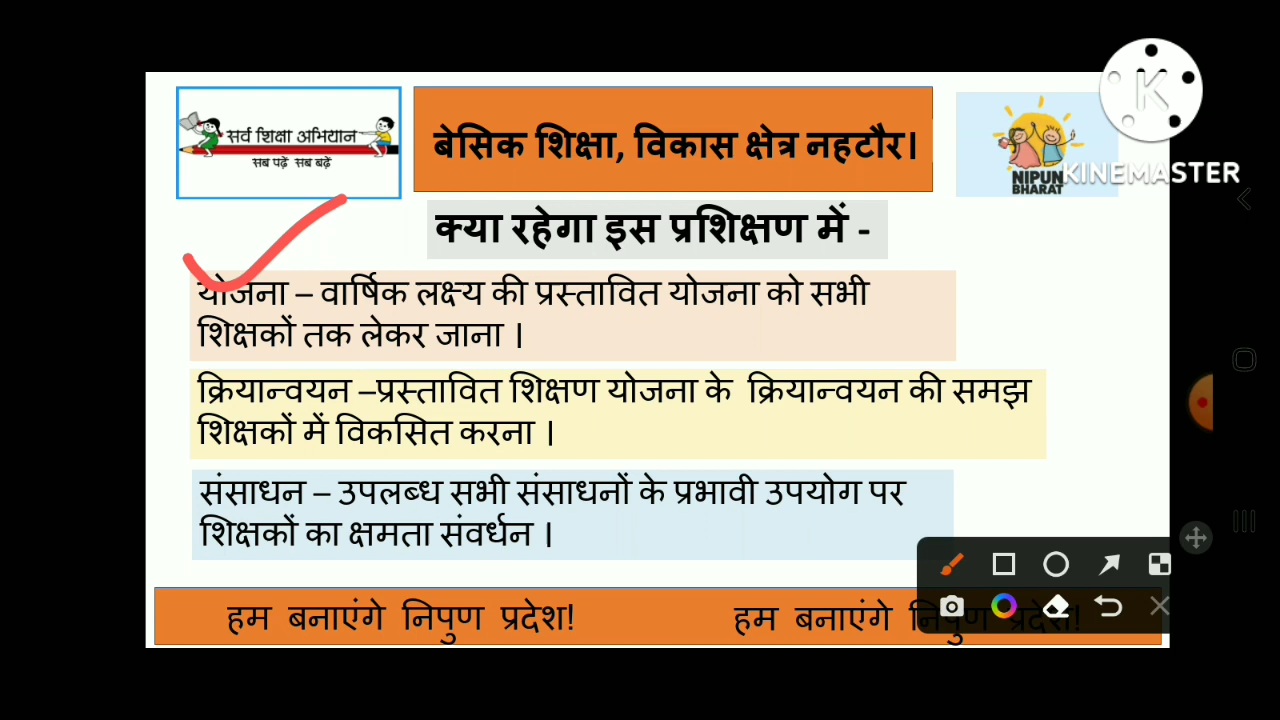 सर्व शिक्षा अभियान
सब पढ़ें सब बढ़ें
बेसिक शिक्षा, विकास क्षेत्र नहटौर।
NIPUN
BHARAT
KINEMASTER
क्या रहेगा इस प्रशिक्षण में -
योजना – वार्षिक लक्ष्य की प्रस्तावित योजना को सभी
शिक्षकों तक लेकर जाना ।
क्रियान्वयन –प्रस्तावित शिक्षण योजना के क्रियान्वयन की समझ
शिक्षकों में विकसित करना ।
संसाधन – उपलब्ध सभी संसाधनों के प्रभावी उपयोग पर
शिक्षकों का क्षमता संवर्धन ।
हम बनाएंगे निपुण प्रदेश! हम बनाएंगे निपुण प्रदेश!